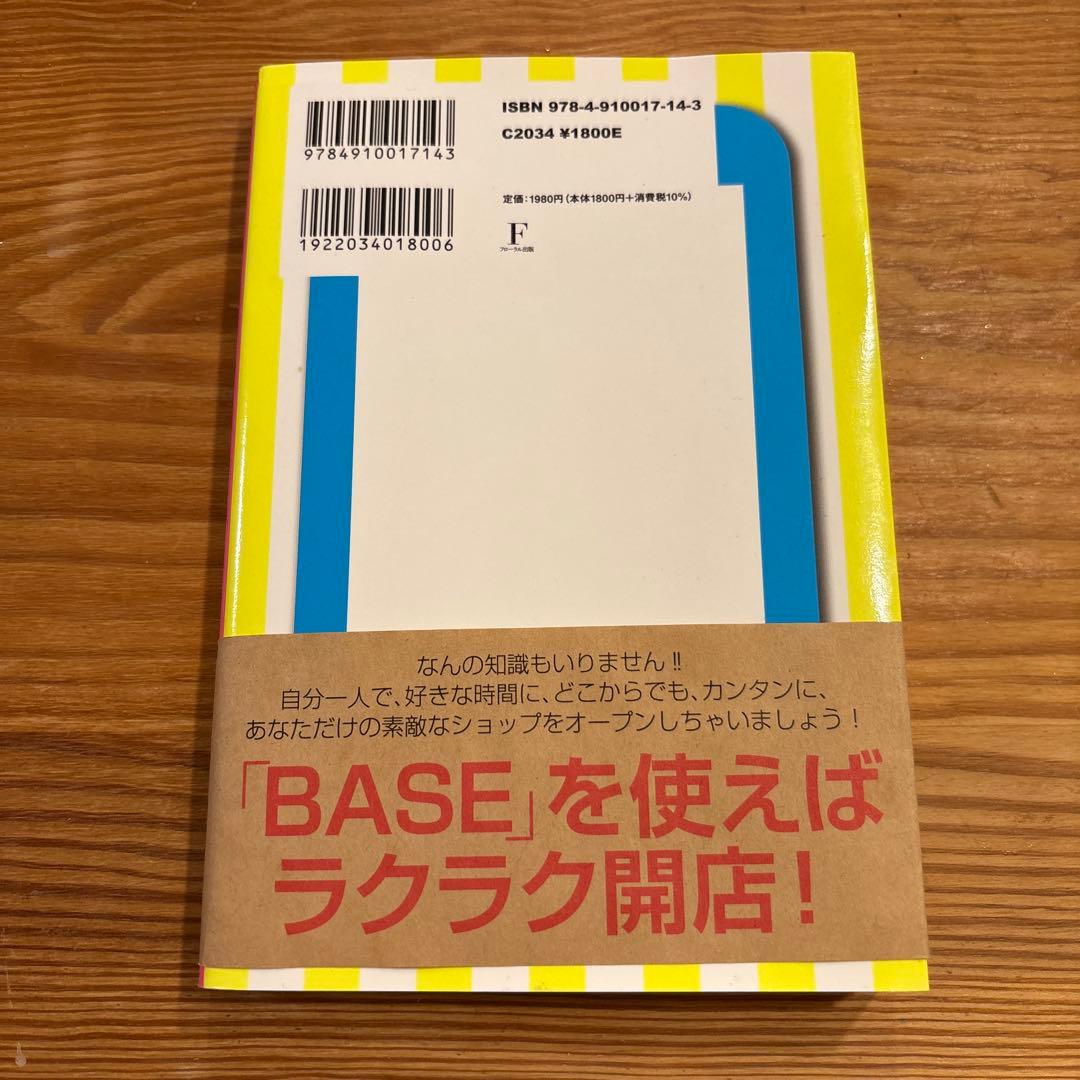 9784910017143
ISBN 978-4-910017-14-3
C2034 ¥1800E
1922034018006
定価:1980円(本体1800円+消費税10%)
F
フローラル出版
なんの知識もいりません!!
自分一人で、好きな時間に、どこからでも、カンタンに、
あなただけの素敵なショップをオープンしちゃいましょう!
「BASE」を使えば
ラクラク開店!